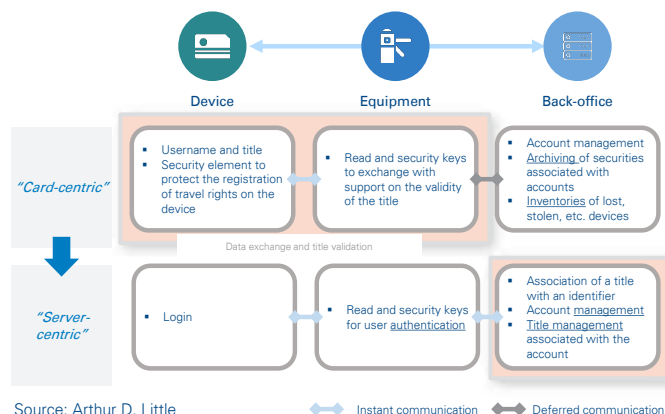 Device
Equipment
Back-office
“Card-centric”
▪ Username and title
▪ Security element to
protect the registration
of travel rights on the
device
▪ Read and security keys
to exchange with
support on the validity
of the title
▪ Account management
▪ Archiving of securities
associated with
accounts
▪ Inventories of lost,
stolen, etc. devices
Data exchange and title validation
“Server-
centric”
▪ Login
▪ Read and security keys
for user authentication
▪ Association of a title
with an identifier
▪ Account management
▪ Title management
associated with the
account
Source: Arthur D. Little
Instant communication
Deferred communication